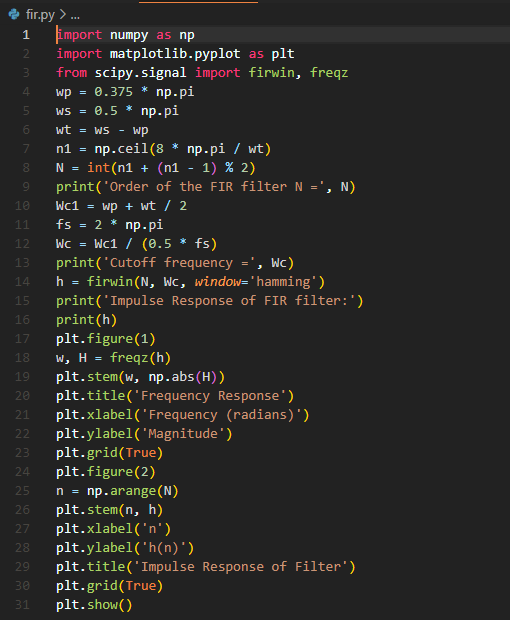 fir.py > ...
1 import numpy as np
2 import matplotlib.pyplot as plt
3 from scipy.signal import firwin, freqz
4 wp = 0.375 * np.pi
5 ws = 0.5 * np.pi
6 wt = ws - wp
7 n1 = np.ceil(8 * np.pi / wt)
8 N = int(n1 + (n1 - 1) % 2)
9 print('Order of the FIR filter N =', N)
10 Wc1 = wp + wt / 2
11 fs = 2 * np.pi
12 Wc = Wc1 / (0.5 * fs)
13 print('Cutoff frequency =', Wc)
14 h = firwin(N, Wc, window='hamming')
15 print('Impulse Response of FIR filter:')
16 print(h)
17 plt.figure(1)
18 w, H = freqz(h)
19 plt.stem(w, np.abs(H))
20 plt.title('Frequency Response')
21 plt.xlabel('Frequency (radians)')
22 plt.ylabel('Magnitude')
23 plt.grid(True)
24 plt.figure(2)
25 n = np.arange(N)
26 plt.stem(n, h)
27 plt.xlabel('n')
28 plt.ylabel('h(n)')
29 plt.title('Impulse Response of Filter')
30 plt.grid(True)
31 plt.show()